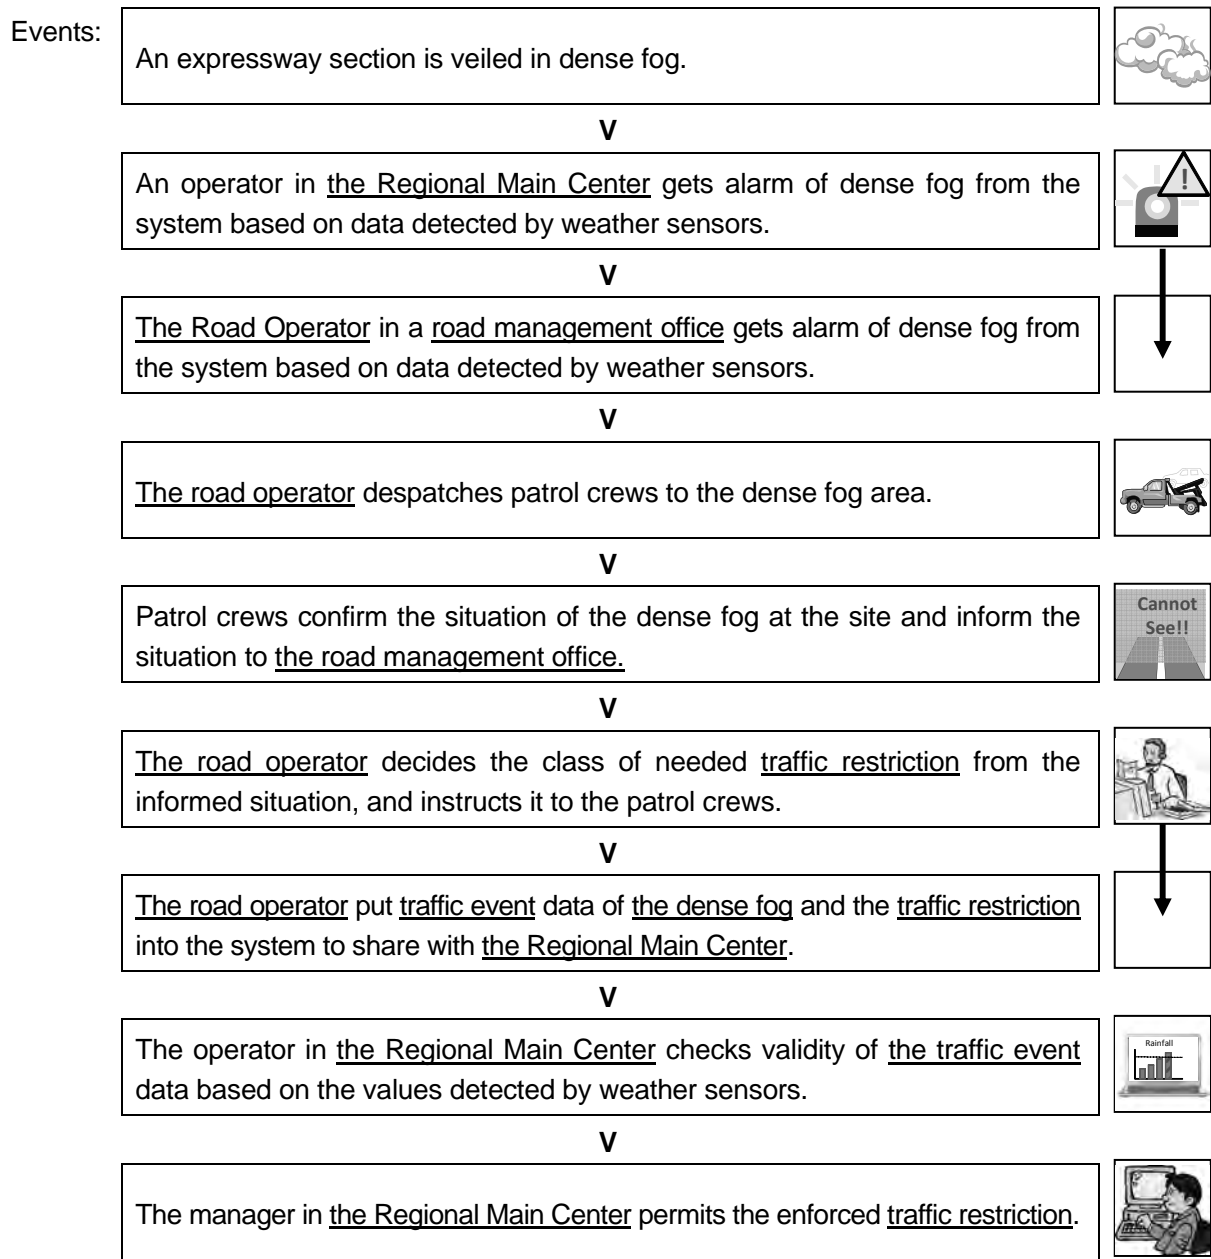 Events:
An expressway section is veiled in dense fog.
V
An operator in the Regional Main Center gets alarm of dense fog from the
system based on data detected by weather sensors.
!
V
The Road Operator in a road management office gets alarm of dense fog from
the system based on data detected by weather sensors.
V
The road operator despatches patrol crews to the dense fog area.
V
Patrol crews confirm the situation of the dense fog at the site and inform the
situation to the road management office.
Cannot
See!!
V
The road operator decides the class of needed traffic restriction from the
informed situation, and instructs it to the patrol crews.
V
The road operator put traffic event data of the dense fog and the traffic restriction
into the system to share with the Regional Main Center.
V
The operator in the Regional Main Center checks validity of the traffic event
data based on the values detected by weather sensors.
Rainfall
V
The manager in the Regional Main Center permits the enforced traffic restriction.